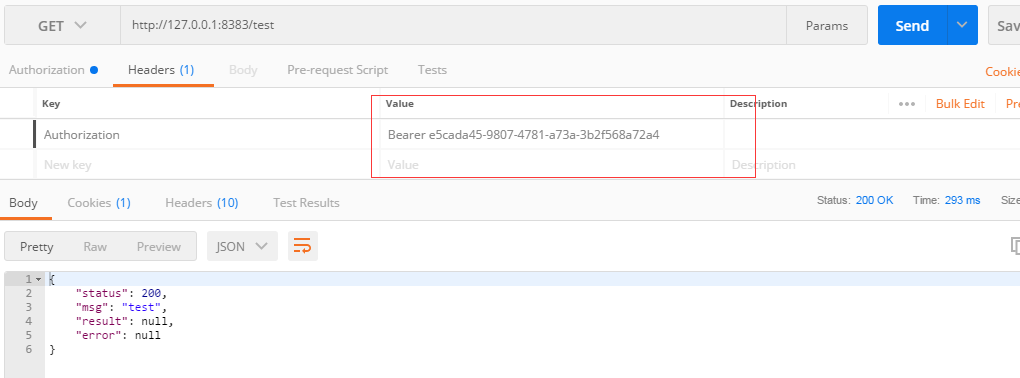 GET http://127.0.0.1:8383/test Params Send Sav
Authorization Headers (1) Body Pre-request Script Tests Cookie
Key Value Description Bulk Edit Pre
Authorization Bearer e5cada45-9807-4781-a73a-3b2f568a72a4
New key Value Description
Body Cookies (1) Headers (10) Test Results Status: 200 OK Time: 293 ms Size
Pretty Raw Preview JSON
1 {
2 "status": 200,
3 "msg": "test",
4 "result": null,
5 "error": null
6 }